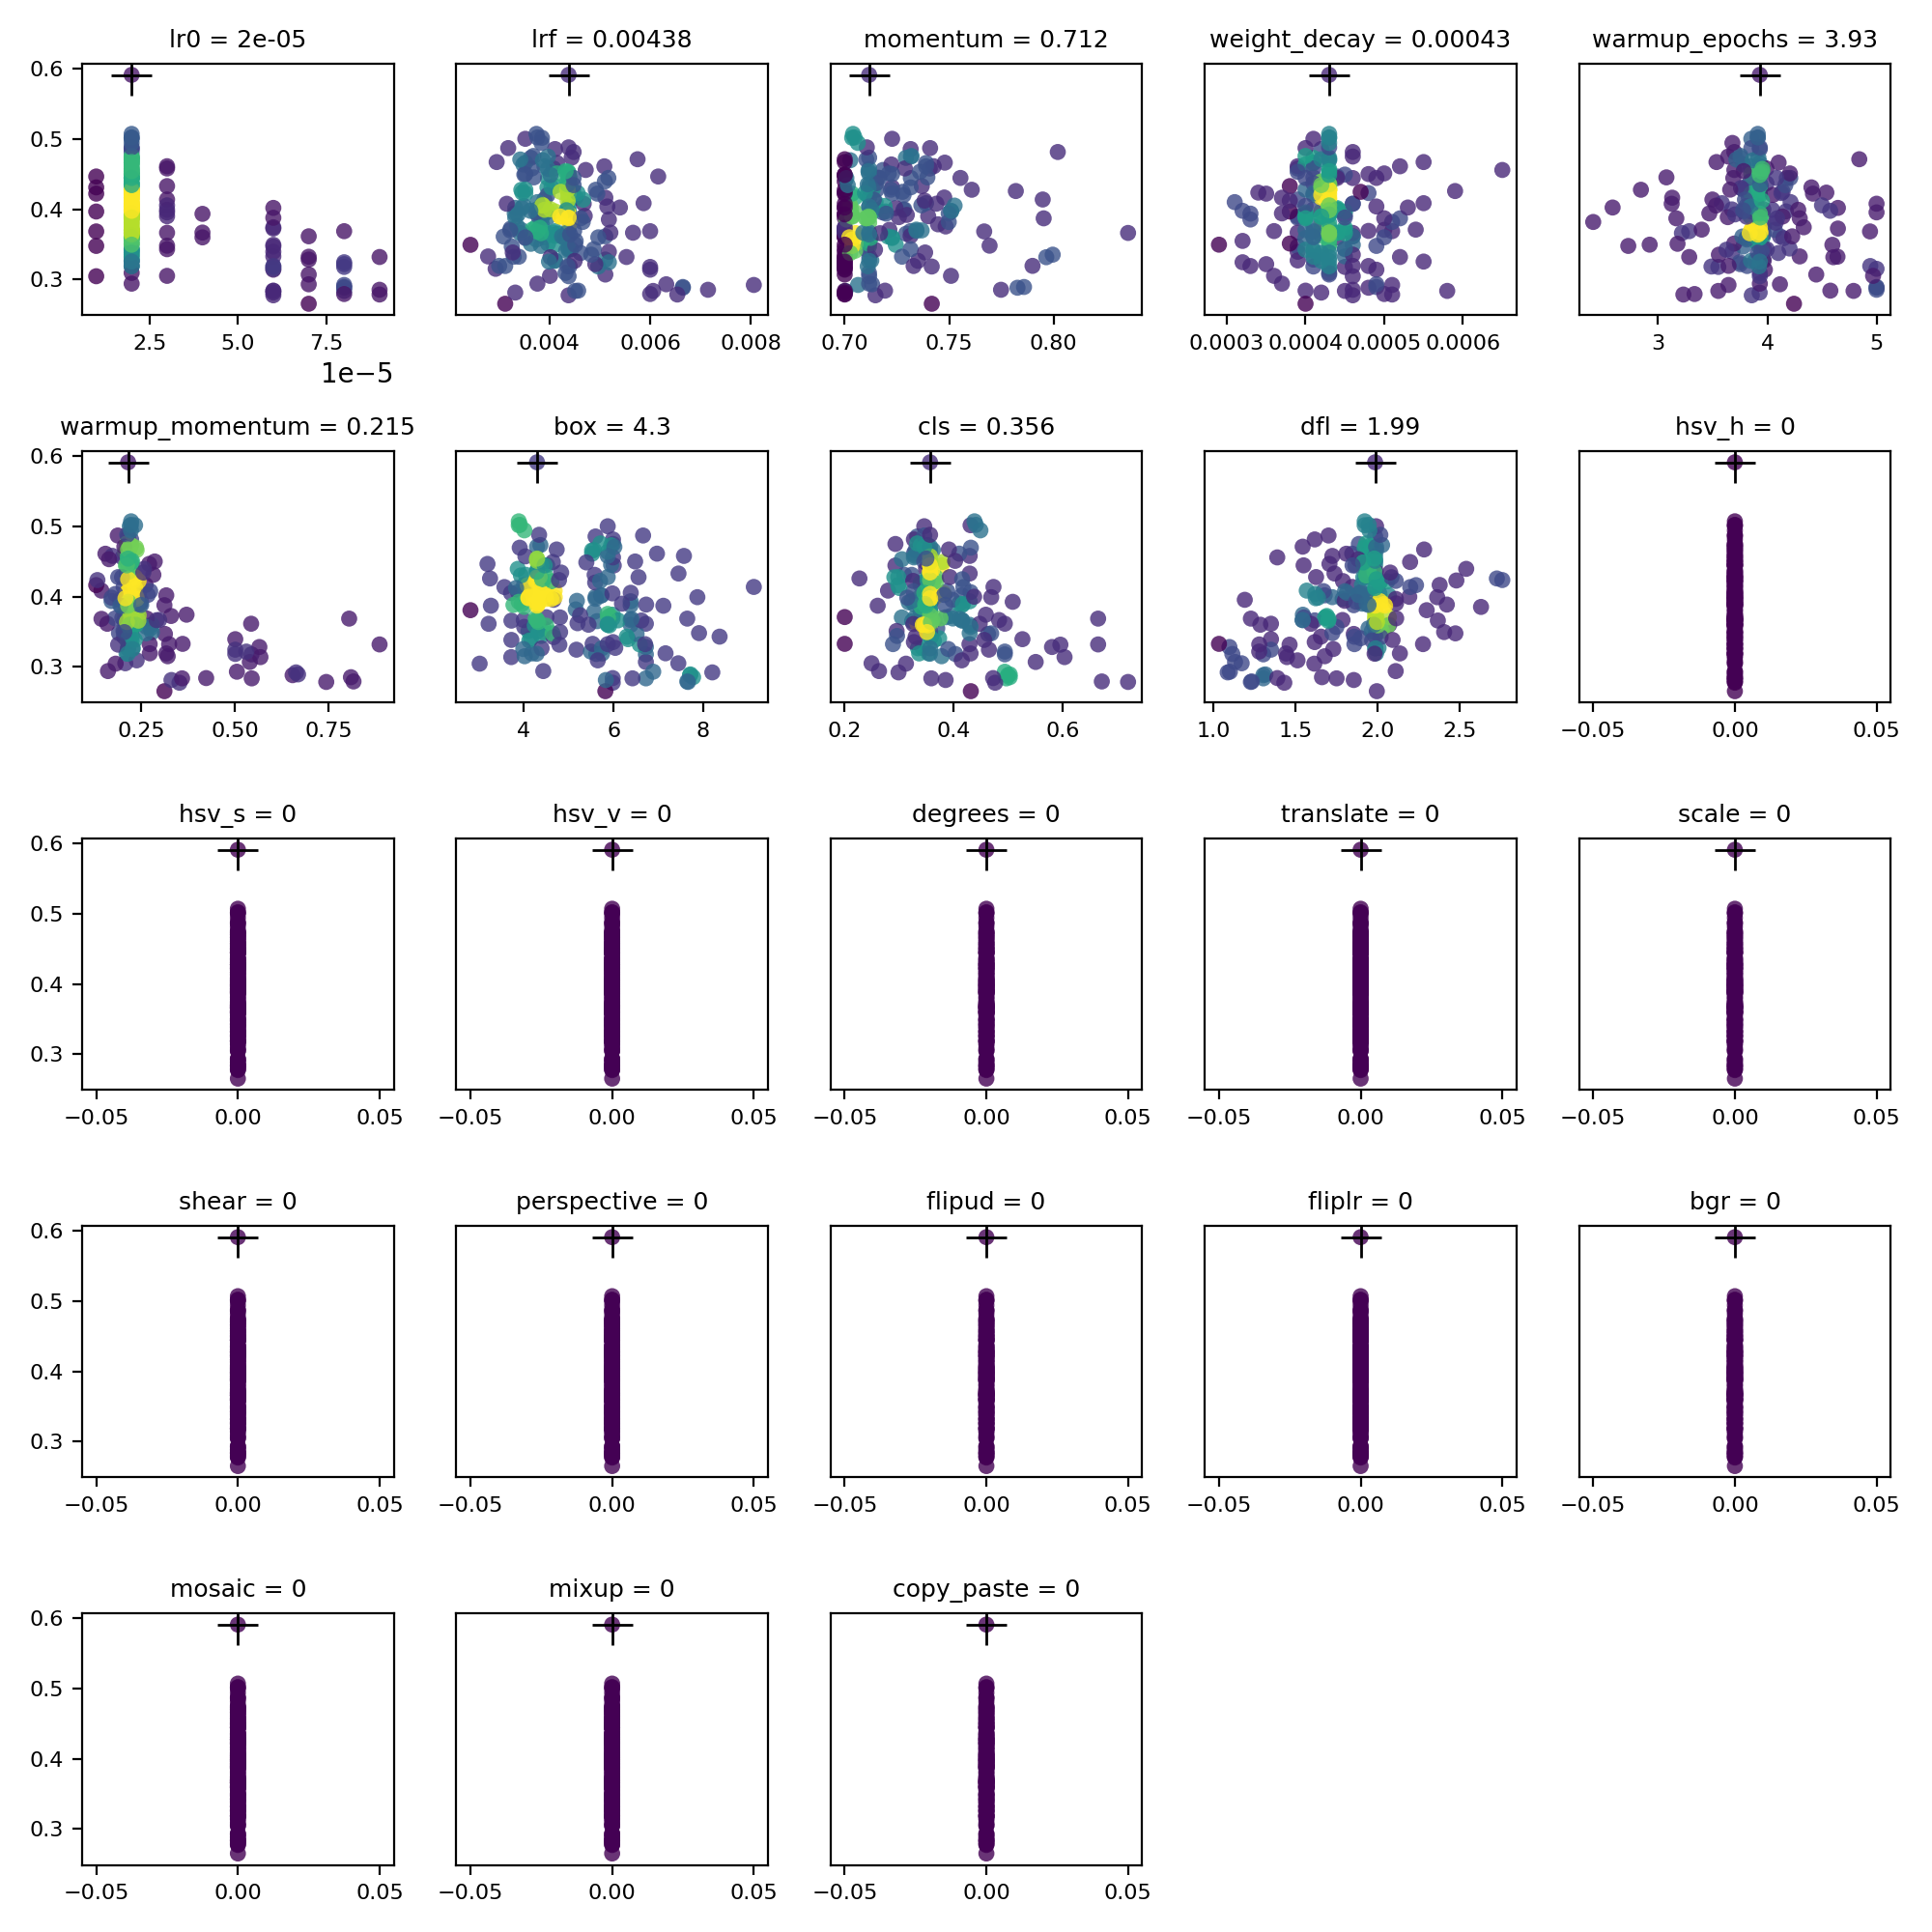 lr0 = 2e-05
lrf = 0.00438
momentum = 0.712
weight_decay = 0.00043
warmup_epochs = 3.93
0.6
0.5
0.4
0.3
2.5 5.0 7.5
1e−5
0.004 0.006 0.008
0.70 0.75 0.80
0.0003 0.0004 0.0005 0.0006
3 4 5
warmup_momentum = 0.215
box = 4.3
cls = 0.356
dfl = 1.99
hsv_h = 0
0.6
0.5
0.4
0.3
0.25 0.50 0.75
4 6 8
0.2 0.4 0.6
1.0 1.5 2.0 2.5
−0.05 0.00 0.05
hsv_s = 0
hsv_v = 0
degrees = 0
translate = 0
scale = 0
0.6
0.5
0.4
0.3
−0.05 0.00 0.05
−0.05 0.00 0.05
−0.05 0.00 0.05
−0.05 0.00 0.05
−0.05 0.00 0.05
shear = 0
perspective = 0
flipud = 0
fliplr = 0
bgr = 0
0.6
0.5
0.4
0.3
−0.05 0.00 0.05
−0.05 0.00 0.05
−0.05 0.00 0.05
−0.05 0.00 0.05
−0.05 0.00 0.05
mosaic = 0
mixup = 0
copy_paste = 0
0.6
0.5
0.4
0.3
−0.05 0.00 0.05
−0.05 0.00 0.05
−0.05 0.00 0.05